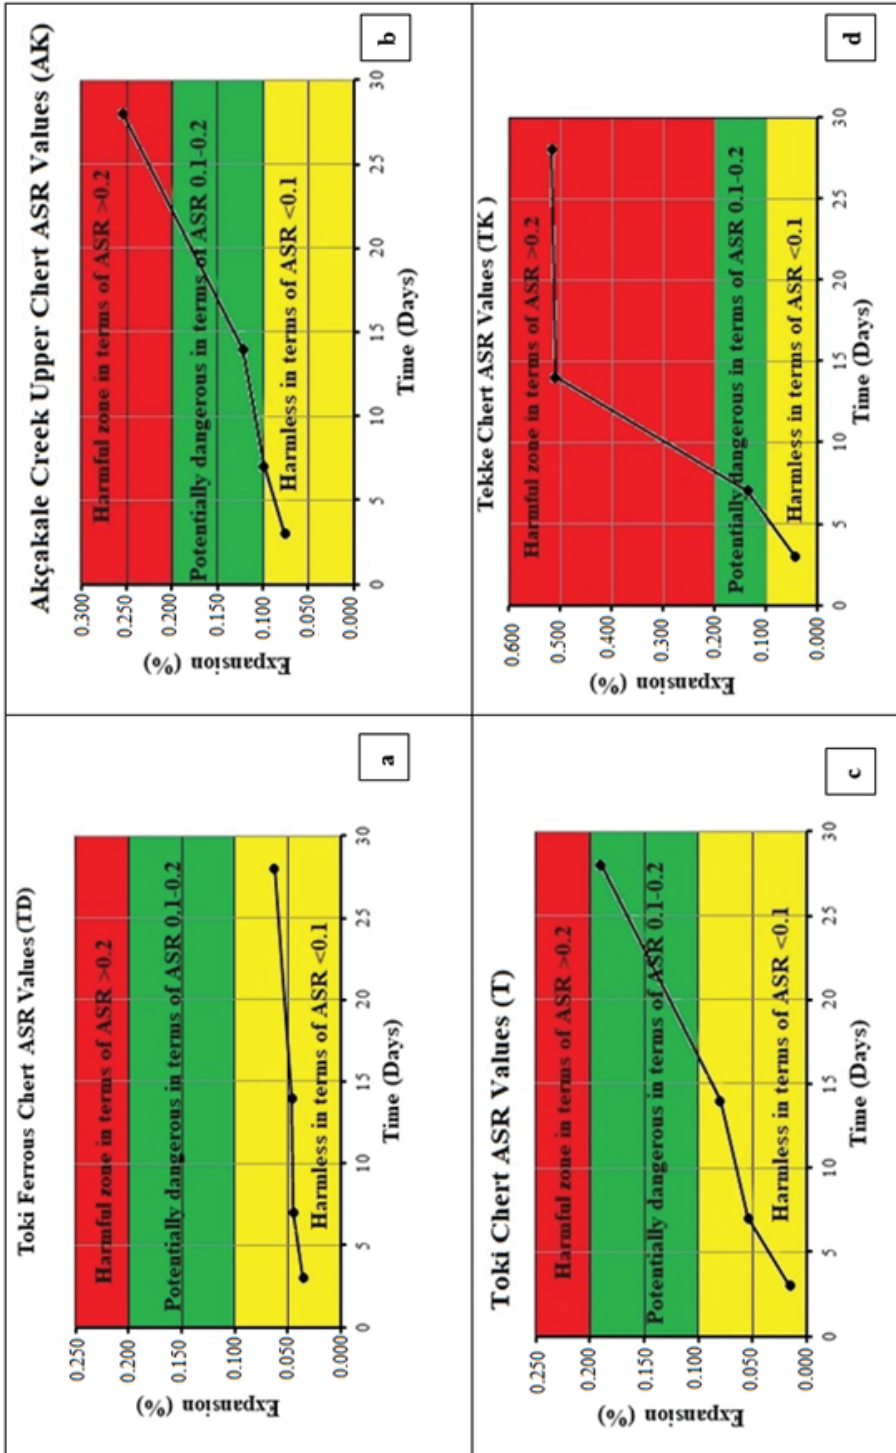 Toki Ferrous Chert ASR Values (TD)
Expansion (%)
0.250
0.200
0.150
0.100
0.050
0.000
Harmful zone in terms of ASR >0.2
Potentially dangerous in terms of ASR 0.1-0.2
Harmless in terms of ASR <0.1
0 5 10 15 20 25 30
Time (Days)
a
Akçakale Creek Upper Chert ASR Values (AK)
Expansion (%)
0.300
0.250
0.200
0.150
0.100
0.050
0.000
Harmful zone in terms of ASR >0.2
Potentially dangerous in terms of ASR 0.1-0.2
Harmless in terms of ASR <0.1
0 5 10 15 20 25 30
Time (Days)
b
Toki Chert ASR Values (T)
Expansion (%)
0.250
0.200
0.150
0.100
0.050
0.000
Harmful zone in terms of ASR >0.2
Potentially dangerous in terms of ASR 0.1-0.2
Harmless in terms of ASR <0.1
0 5 10 15 20 25 30
Time (Days)
c
Tekke Chert ASR Values (TK )
Expansion (%)
0.600
0.500
0.400
0.300
0.200
0.100
0.000
Harmful zone in terms of ASR >0.2
Potentially dangerous in terms of ASR 0.1-0.2
Harmless in terms of ASR <0.1
0 5 10 15 20 25 30
Time (Days)
d